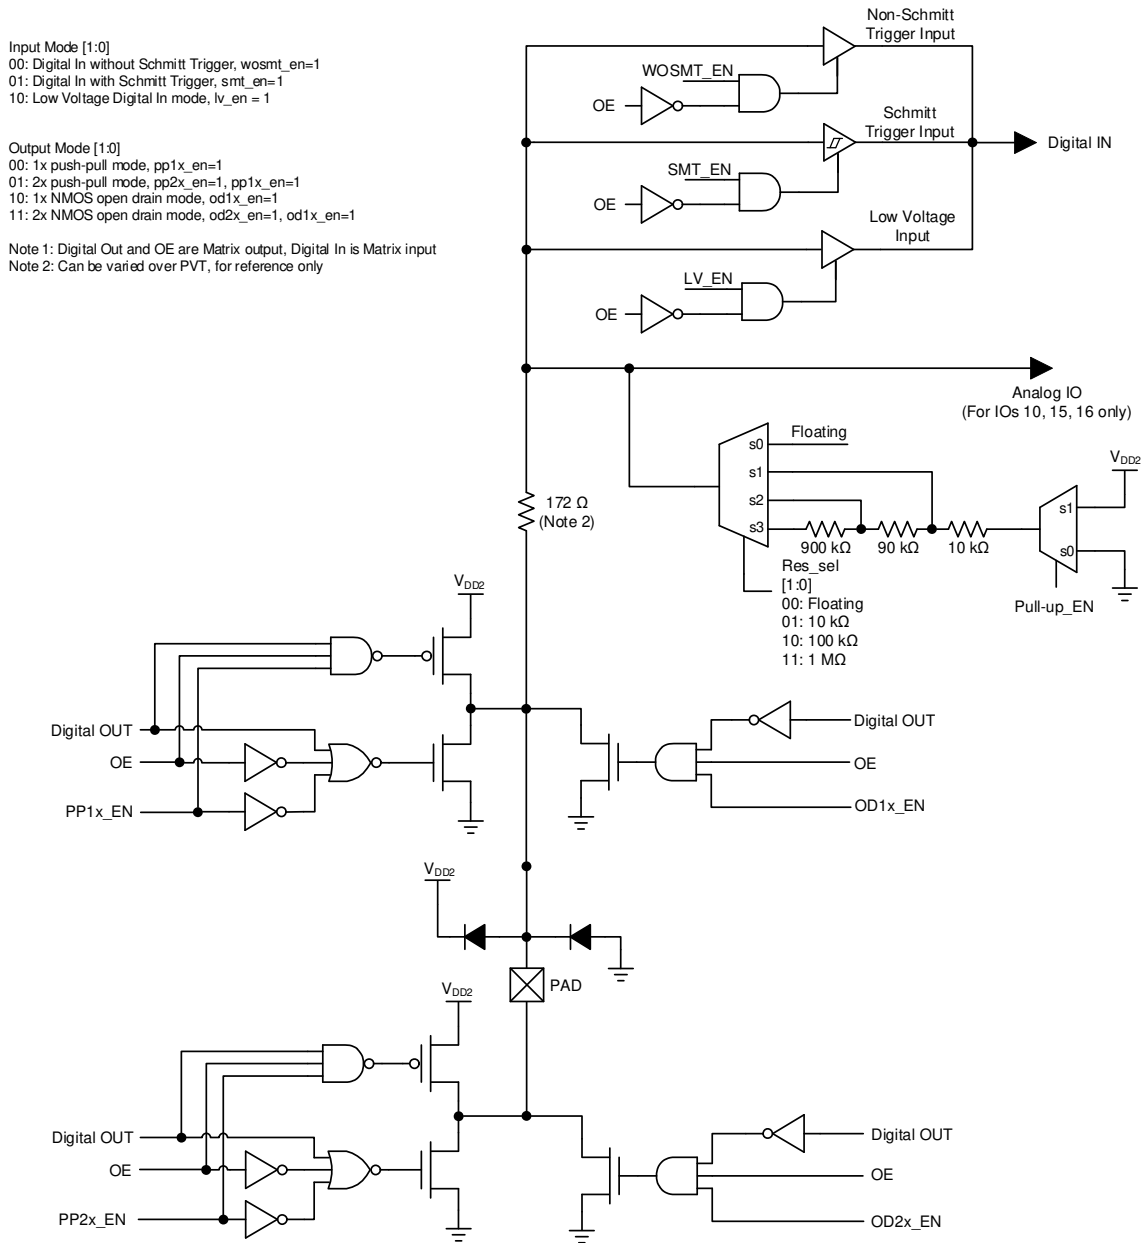 Non-Schmitt
Trigger Input
Input Mode [1:0]
00: Digital In without Schmitt Trigger, wosmt_en=1
01: Digital In with Schmitt Trigger, smt_en=1
10: Low Voltage Digital In mode, lv_en = 1
WOSMT_EN
OE
Schmitt
Trigger Input
Digital IN
Output Mode [1:0]
00: 1x push-pull mode, pp1x_en=1
01: 2x push-pull mode, pp2x_en=1, pp1x_en=1
10: 1x NMOS open drain mode, od1x_en=1
11: 2x NMOS open drain mode, od2x_en=1, od1x_en=1
SMT_EN
OE
Low Voltage
Input
Note 1: Digital Out and OE are Matrix output, Digital In is Matrix input
Note 2: Can be varied over PVT, for reference only
LV_EN
OE
Analog IO
(For IOs 10, 15, 16 only)
Floating
s0
s1
s2
s3
VDD2
s1
s0
172 Ω
(Note 2)
900 kΩ
90 kΩ
10 kΩ
Res_sel
[1:0]
00: Floating
01: 10 kΩ
10: 100 kΩ
11: 1 MΩ
Pull-up_EN
VDD2
Digital OUT
OE
PP1x_EN
Digital OUT
OE
OD1x_EN
VDD2
PAD
VDD2
Digital OUT
OE
PP2x_EN
Digital OUT
OE
OD2x_EN